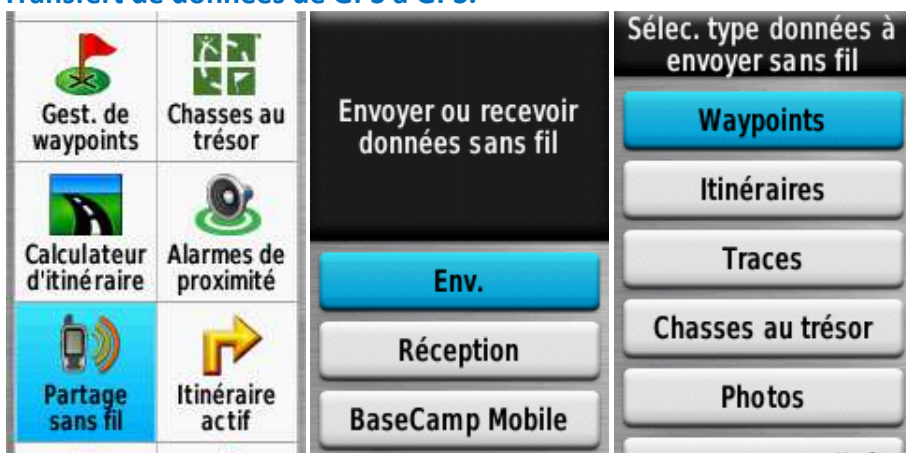 Transfert de données de GPS à GPS:
Gest. de
waypoints
Chasses au
trésor
Calculateur
d'itinéraire
Alarmes de
proximité
Partage
sans fil
Itinéraire
actif
Envoyer ou recevoir
données sans fil
Env.
Réception
BaseCamp Mobile
Sélec. type données à
envoyer sans fil
Waypoints
Itinéraires
Traces
Chasses au trésor
Photos